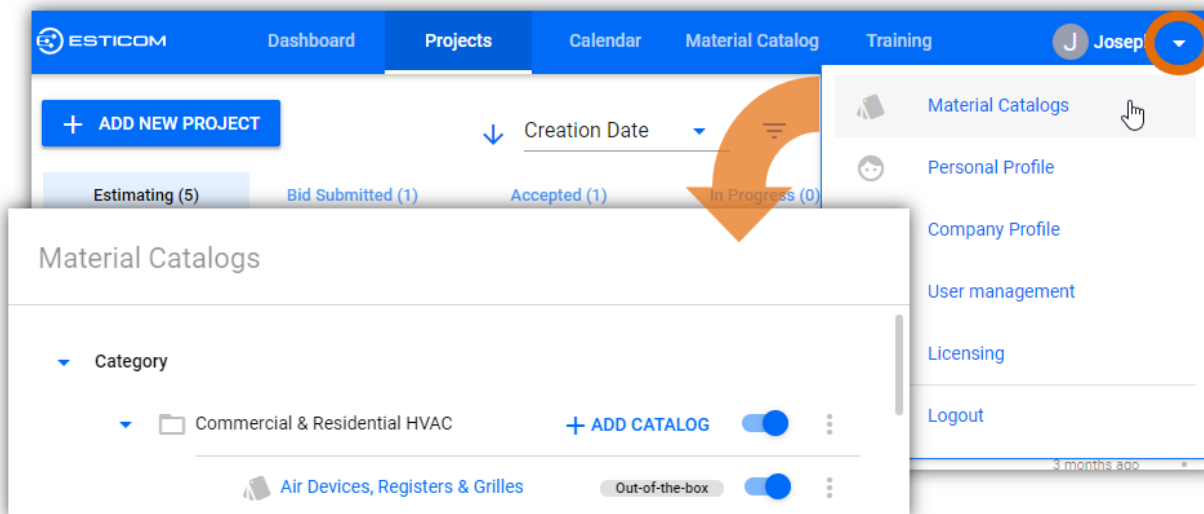 ESTICOM Dashboard Projects Calendar Material Catalog Training J Josep
+ ADD NEW PROJECT
Creation Date
Estimating (5) Bid Submitted (1) Accepted (1) In Progress (0)
Material Catalogs
Personal Profile
Company Profile
User management
Licensing
Logout
3 months ago
Material Catalogs
Category
Commercial & Residential HVAC + ADD CATALOG
Air Devices, Registers & Grilles Out-of-the-box